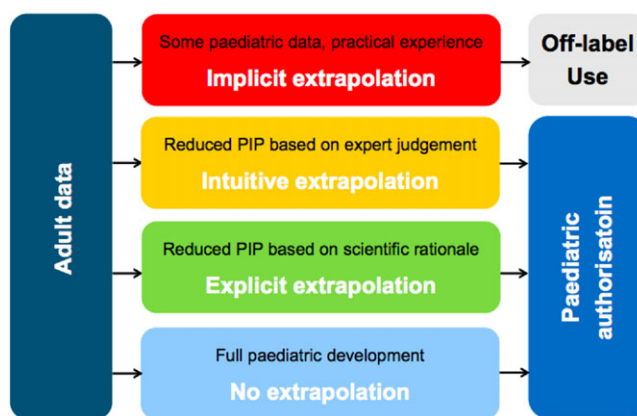 Adult data
Some paediatric data, practical experience
Implicit extrapolation
Off-label
Use
Reduced PIP based on expert judgement
Intuitive extrapolation
Reduced PIP based on scientific rationale
Explicit extrapolation
Full paediatric development
No extrapolation
Paediatric
authorisatoin